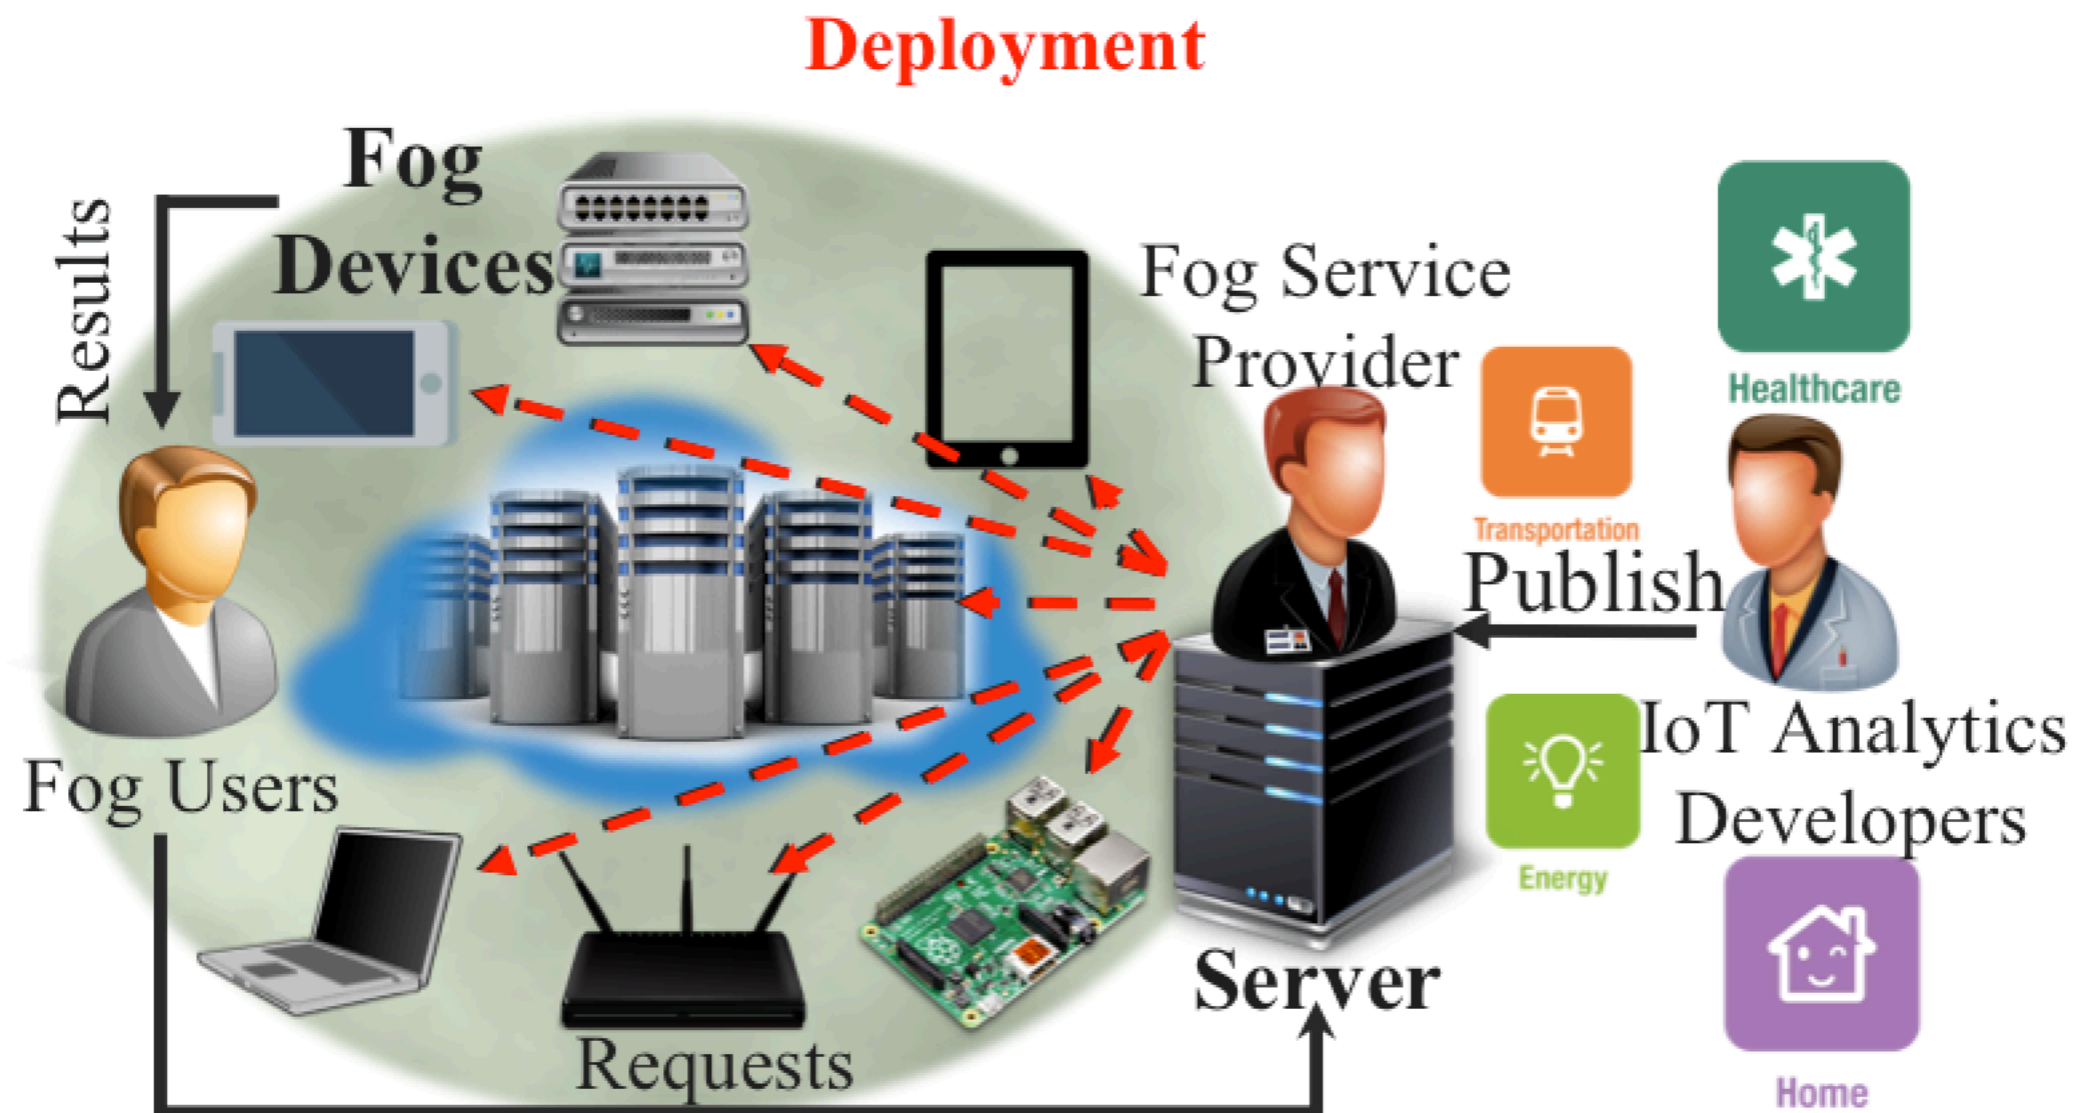 Deployment
Fog
Devices
Results
Fog Service
Provider
Healthcare
Transportation
Publish
IoT Analytics
Developers
Fog Users
Energy
Server
Requests
Home